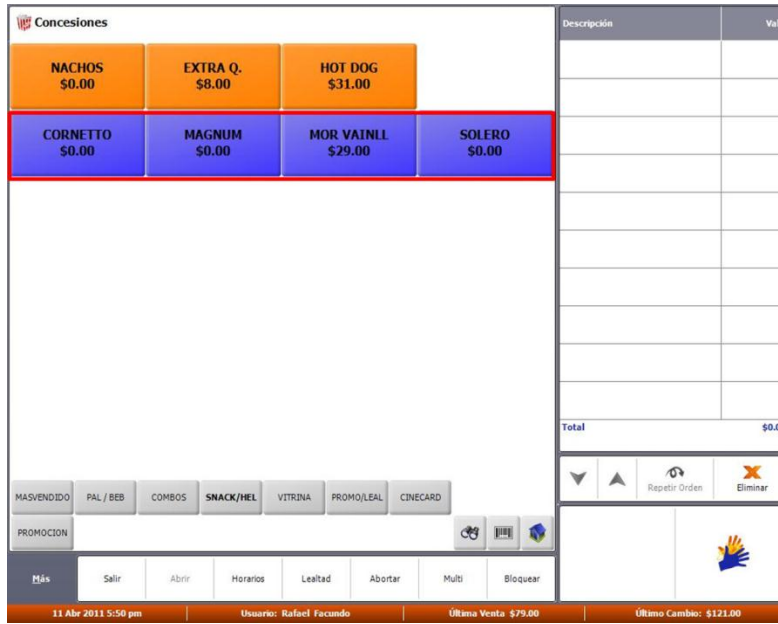 Concesiones
NACHOS
$0.00
EXTRA Q.
$8.00
HOT DOG
$31.00
CORNETTO
$0.00
MAGNUM
$0.00
MOR VAINLL
$29.00
SOLERO
$0.00
MASVENDIDO
PAL / BEB
COMBOS
SNACK/HEL
VITRINA
PROMO/LEAL
CINECARD
PROMOCION
Más
Salir
Abrir
Horarios
Lealtad
Abortar
Multi
Bloquear
Descripción
Val
Total
$0.0
Repetir Orden
Eliminar
11 Abr 2011 5:50 pm
Usuario: Rafael Facundo
Última Venta $79.00
Último Cambio: $121.00